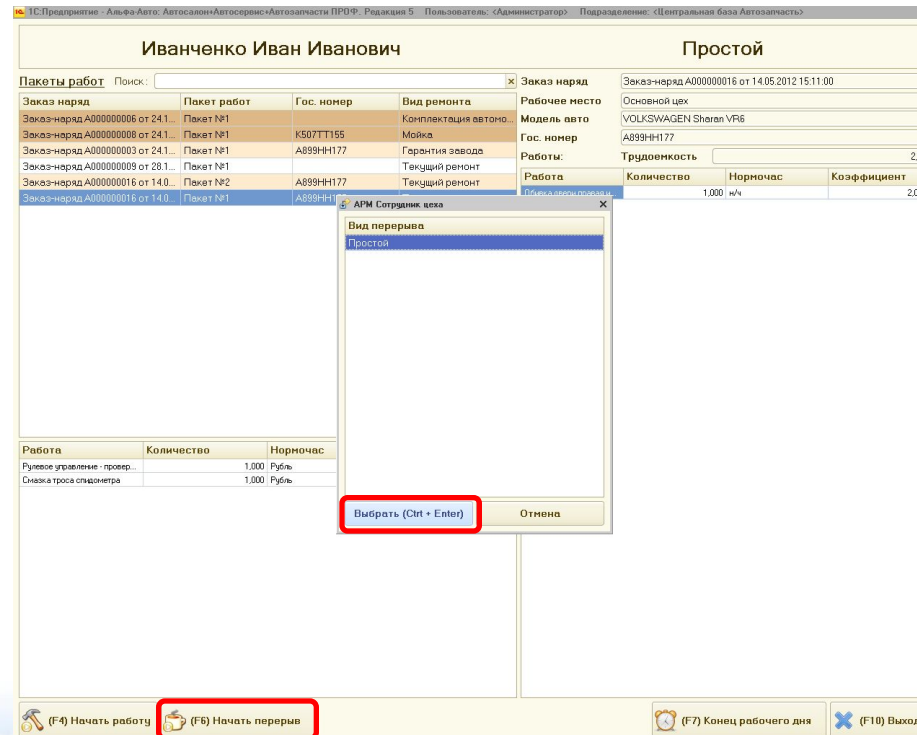 1С:Предприятие - Альфа-Авто: Автосалон+Автосервис+Автозапчасти ПРОФ. Редакция 5 Пользователь: <Администратор> Подразделение: <Центральная база Автозапчасть>
Иванченко Иван Иванович
Простой
Пакеты работ Поиск:
Заказ наряд Пакет работ Гос. номер Вид ремонта
Заказ-наряд А000000006 от 24.1... Пакет №1 Комплектация автомо...
Заказ-наряд А000000008 от 24.1... Пакет №1 К507ТТ155 Мойка
Заказ-наряд А000000003 от 24.1... Пакет №1 А899НН177 Гарантия завода
Заказ-наряд А000000009 от 28.1... Пакет №1 Текущий ремонт
Заказ-наряд А000000016 от 14.0... Пакет №2 А899НН177 Текущий ремонт
Заказ-наряд А000000016 от 14.0... Пакет №1
Заказ наряд Заказ-наряд А000000016 от 14.05.2012 15:11:00
Рабочее место Основной цех
Модель авто VOLKSWAGEN Sharan VR6
Гос. номер А899НН177
Работы: Трудоемкость 2,
Работа Количество Нормочас Коэффициент
Обивка двери правая и... 1,000 н/ч 2,0
АРМ Сотрудник цеха
Вид перерыва
Простой
Выбрать (Ctrl + Enter) Отмена
Работа Количество Нормочас
Рулевое управление - провер... 1,000 Рубль
Смазка троса спидометра 1,000 Рубль
(F4) Начать работу (F6) Начать перерыв (F7) Конец рабочего дня (F10) Выход